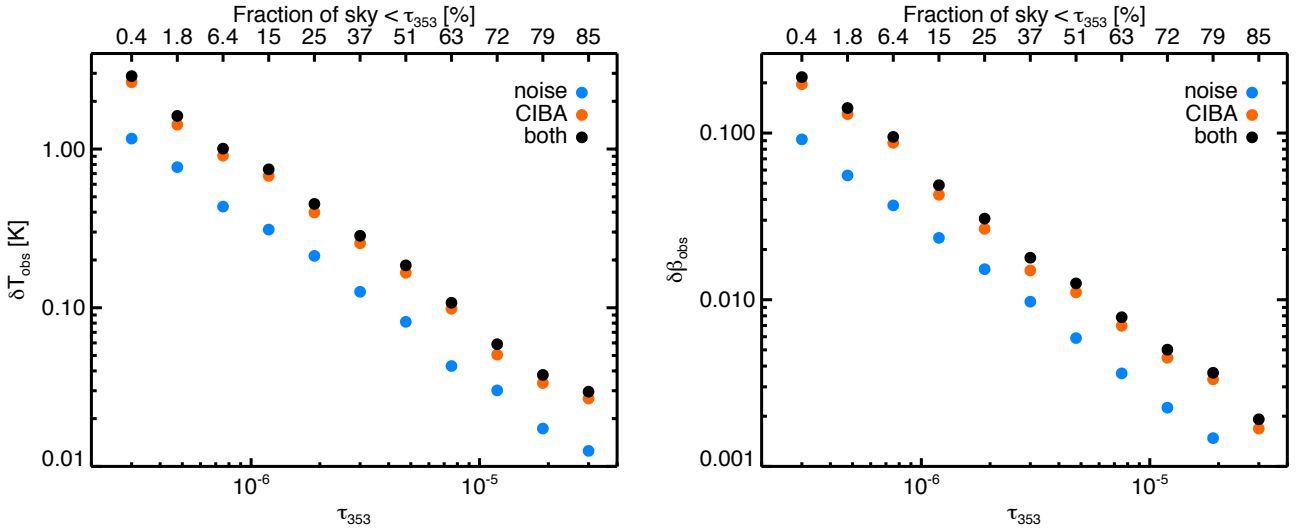 Fraction of sky < τ353 [%]
0.4 1.8 6.4 15 25 37 51 63 72 79 85
noise
CIBA
both
1.00
0.10
0.01
δTobs [K]
10-6 10-5
τ353
Fraction of sky < τ353 [%]
0.4 1.8 6.4 15 25 37 51 63 72 79 85
noise
CIBA
both
0.100
0.010
0.001
δβobs
10-6 10-5
τ353